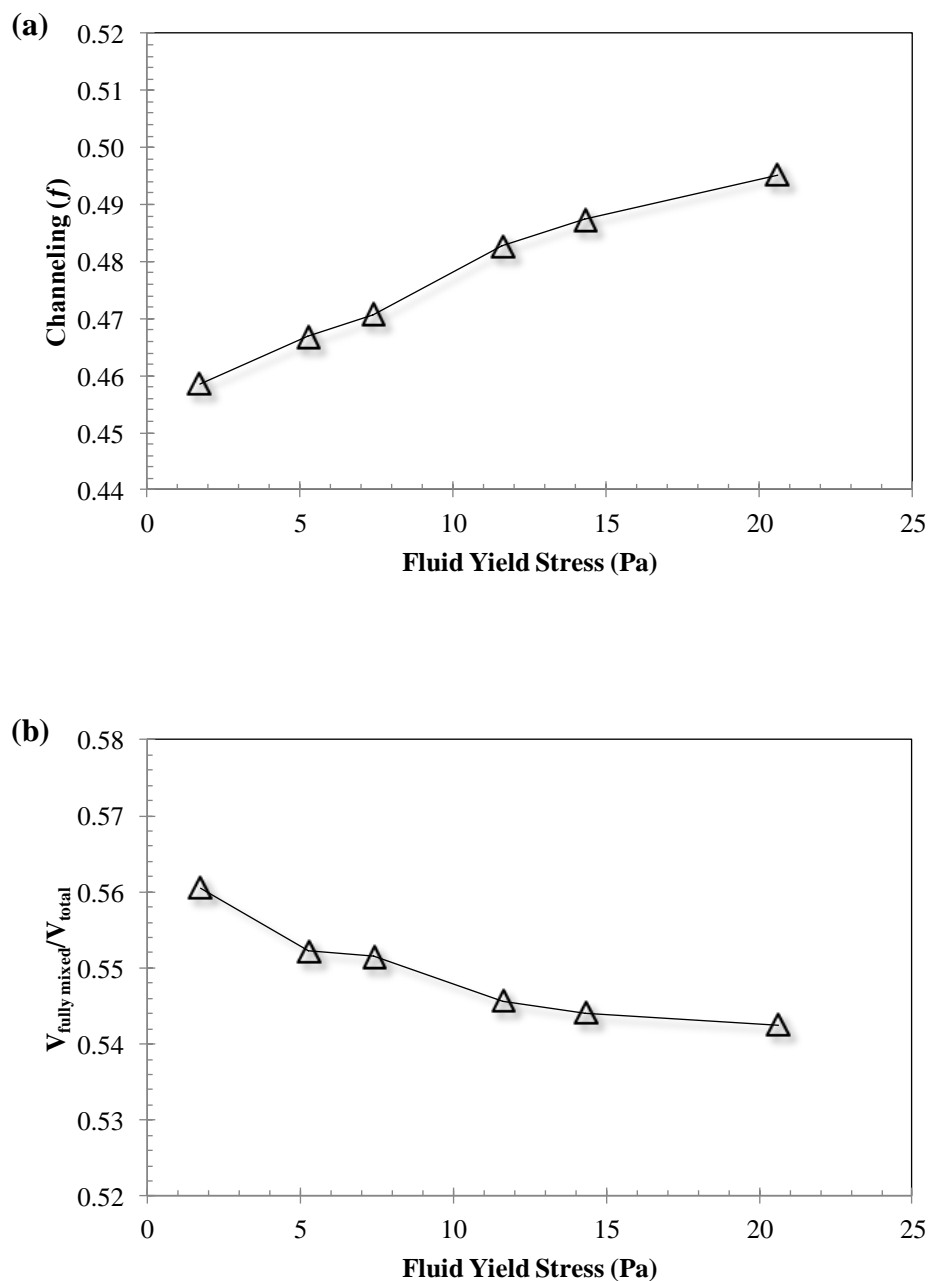 (a)
0.52
0.51
0.50
0.49
0.48
0.47
0.46
0.45
0.44
Channeling (f)
0 5 10 15 20 25
Fluid Yield Stress (Pa)
(b)
0.58
0.57
0.56
0.55
0.54
0.53
0.52
Vfully mixed/Vtotal
0 5 10 15 20 25
Fluid Yield Stress (Pa)